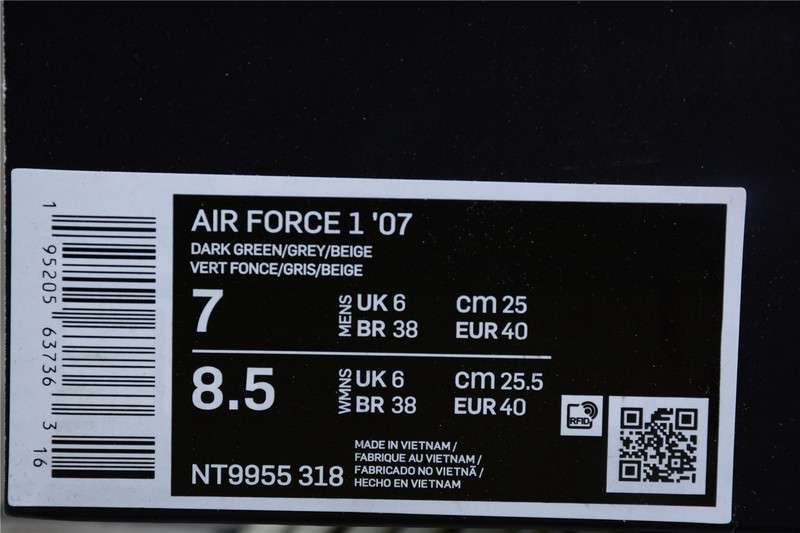 AIR FORCE 1 '07
DARK GREEN/GREY/BEIGE
VERT FONCE/GRIS/BEIGE
7 MENS UK 6 cm 25
BR 38 EUR 40
8.5 WMNS UK 6 cm 25.5
BR 38 EUR 40
NT9955 318
MADE IN VIETNAM /
FABRIQUE AU VIETNAM /
FABRICADO NO VIETNÃ /
HECHO EN VIETNAM
RFID
1 95205 63736 3 16